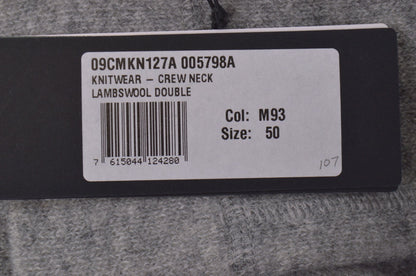 09CMKN127A 005798A
KNITWEAR – CREW NECK
LAMBSWOOL DOUBLE
Col: M93
Size: 50
7 615044 124280
107